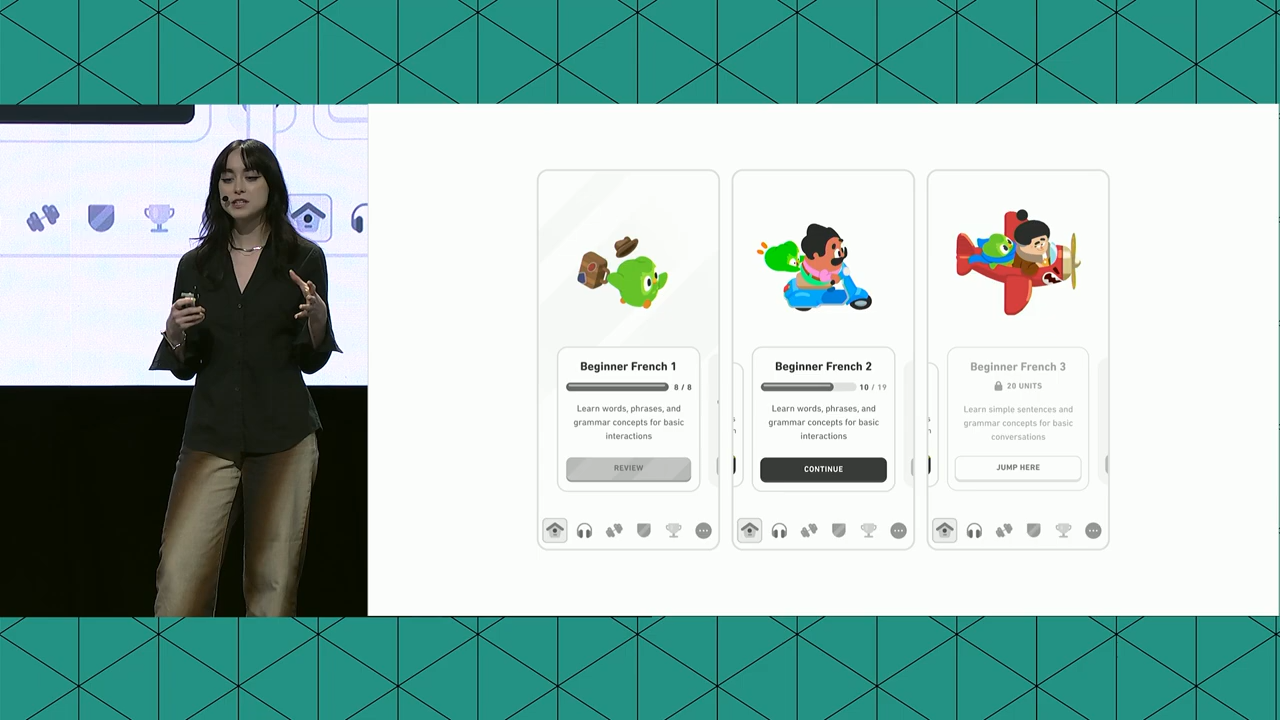 Beginner French 1
8 / 8
Learn words, phrases, and
grammar concepts for basic
interactions
REVIEW
Beginner French 2
10 / 19
Learn words, phrases, and
grammar concepts for basic
interactions
CONTINUE
Beginner French 3
20 UNITS
Learn simple sentences and
grammar concepts for basic
conversations
JUMP HERE